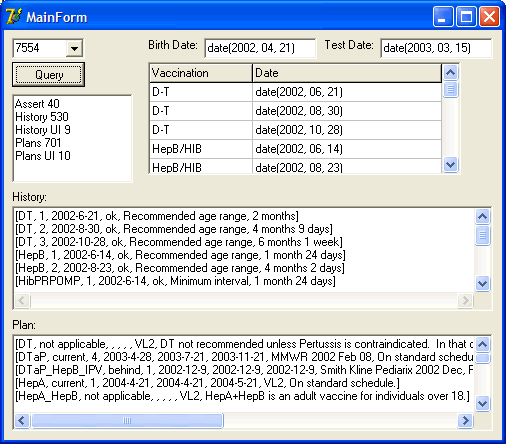 MainForm
7554
Birth Date: date(2002, 04, 21) Test Date: date(2003, 03, 15)
Query
Vaccination Date
D-T date(2002, 06, 21)
D-T date(2002, 08, 30)
D-T date(2002, 10, 28)
HepB/HIB date(2002, 06, 14)
HepB/HIB date(2002, 08, 23)
Assert 40
History 530
History UI 9
Plans 701
Plans UI 10
History:
[DT, 1, 2002-6-21, ok, Recommended age range, 2 months]
[DT, 2, 2002-8-30, ok, Recommended age range, 4 months 9 days]
[DT, 3, 2002-10-28, ok, Recommended age range, 6 months 1 week]
[HepB, 1, 2002-6-14, ok, Recommended age range, 1 month 24 days]
[HepB, 2, 2002-8-23, ok, Recommended age range, 4 months 2 days]
[HibPRPOMP, 1, 2002-6-14, ok, Minimum interval, 1 month 24 days]
Plan:
[DT, not applicable, , , , , VL2, DT not recommended unless Pertussis is contraindicated. In that c
[DTaP, current, 4, 2003-4-28, 2003-7-21, 2003-11-21, MMWR 2002 Feb 08, On standard schedu
[DTaP_HepB_IPV, behind, 1, 2002-12-9, 2002-12-9, 2002-12-9, Smith Kline Pediarix 2002 Dec, F
[HepA, current, 1, 2004-4-21, 2004-4-21, 2004-5-21, VL2, On standard schedule.]
[HepA_HepB, not applicable, , , , , VL2, HepA+HepB is an adult vaccine for individuals over 18.]